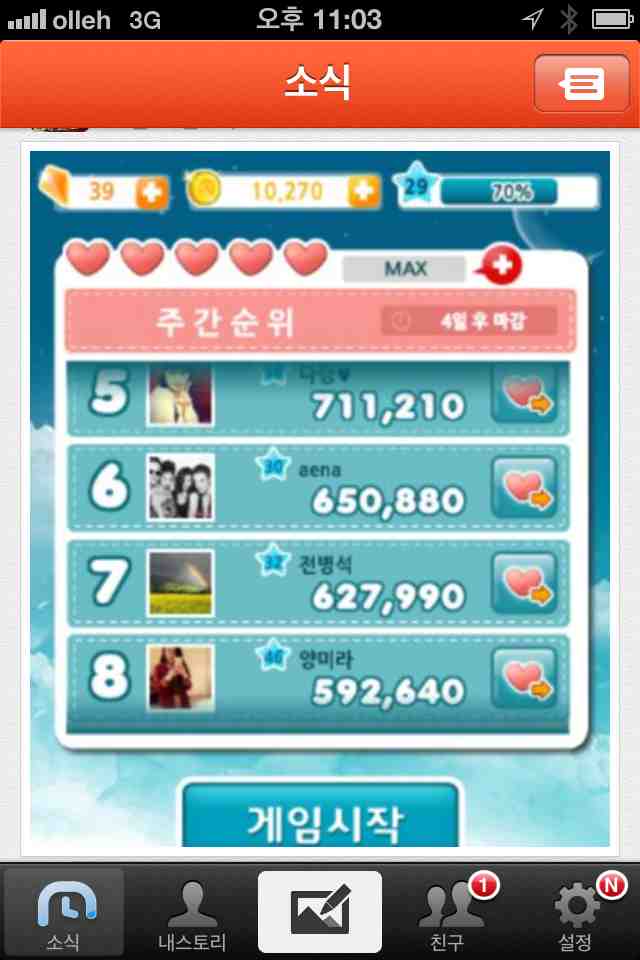 olleh 3G 오후 11:03
소식
39 10,270 29 70%
MAX
주간순위 4일 후 마감
5 711,210
6 30 aena
650,880
7 32 전병석
627,990
8 46 양미라
592,640
게임시작
1 N
소식 내스토리 친구 설정